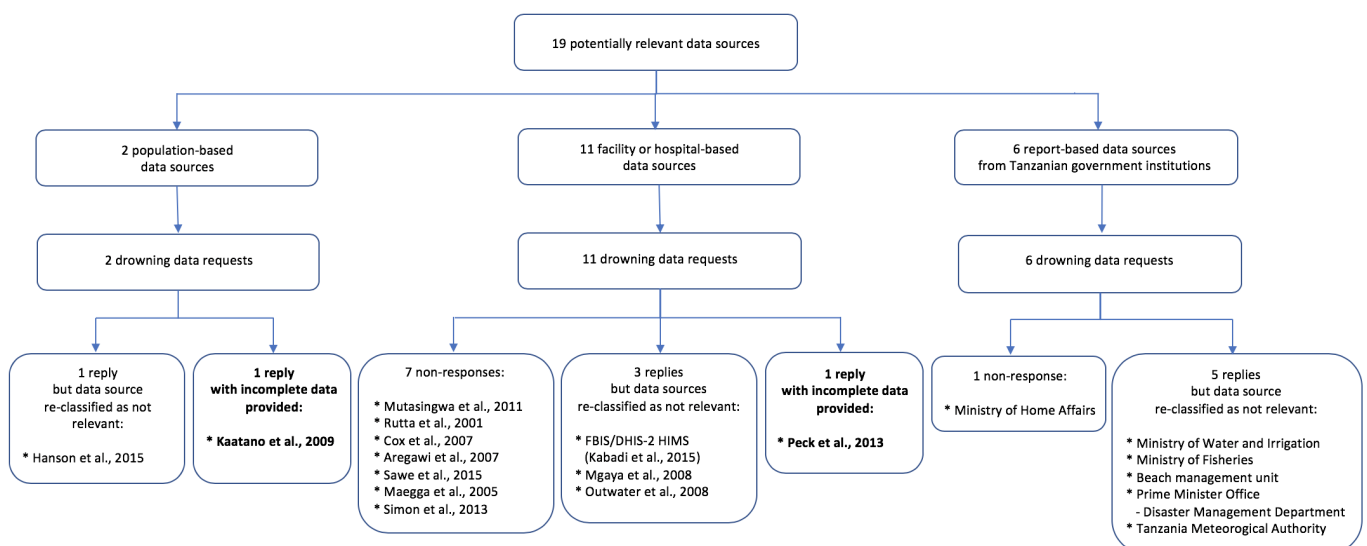 19 potentially relevant data sources
2 population-based
data sources
11 facility or hospital-based
data sources
6 report-based data sources
from Tanzanian government institutions
2 drowning data requests
11 drowning data requests
6 drowning data requests
1 reply
but data source
re-classified as not
relevant:
* Hanson et al., 2015
1 reply
with incomplete data
provided:
* Kaatano et al., 2009
7 non-responses:
* Mutasingwa et al., 2011
* Rutta et al., 2001
* Cox et al., 2007
* Aregawi et al., 2007
* Sawe et al., 2015
* Maegga et al., 2005
* Simon et al., 2013
3 replies
but data sources
re-classified as not relevant:
* FBIS/DHIS-2 HIMS
(Kabadi et al., 2015)
* Mgaya et al., 2008
* Outwater et al., 2008
1 reply
with incomplete data
provided:
* Peck et al., 2013
1 non-response:
* Ministry of Home Affairs
5 replies
but data source
re-classified as not relevant:
* Ministry of Water and Irrigation
* Ministry of Fisheries
* Beach management unit
* Prime Minister Office
- Disaster Management Department
* Tanzania Meteorogical Authority